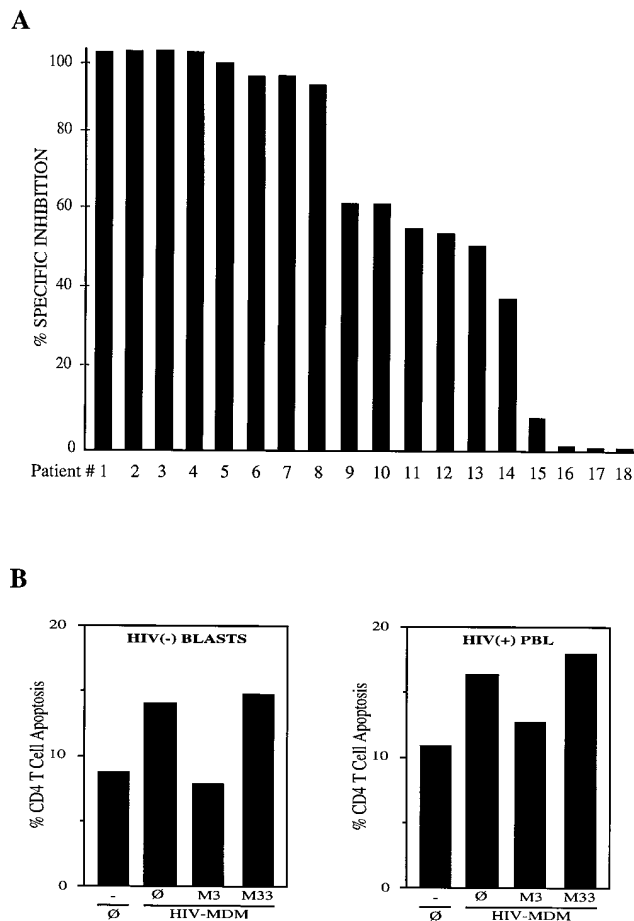 A
% SPECIFIC INHIBITION
100
80
60
40
20
0
Patient # 1 2 3 4 5 6 7 8 9 10 11 12 13 14 15 16 17 18
B
HIV(-) BLASTS
% CD4 T Cell Apoptosis
20
10
0
- Ø M3 M33
Ø HIV-MDM
HIV(+) PBL
% CD4 T Cell Apoptosis
20
10
0
- Ø M3 M33
Ø HIV-MDM